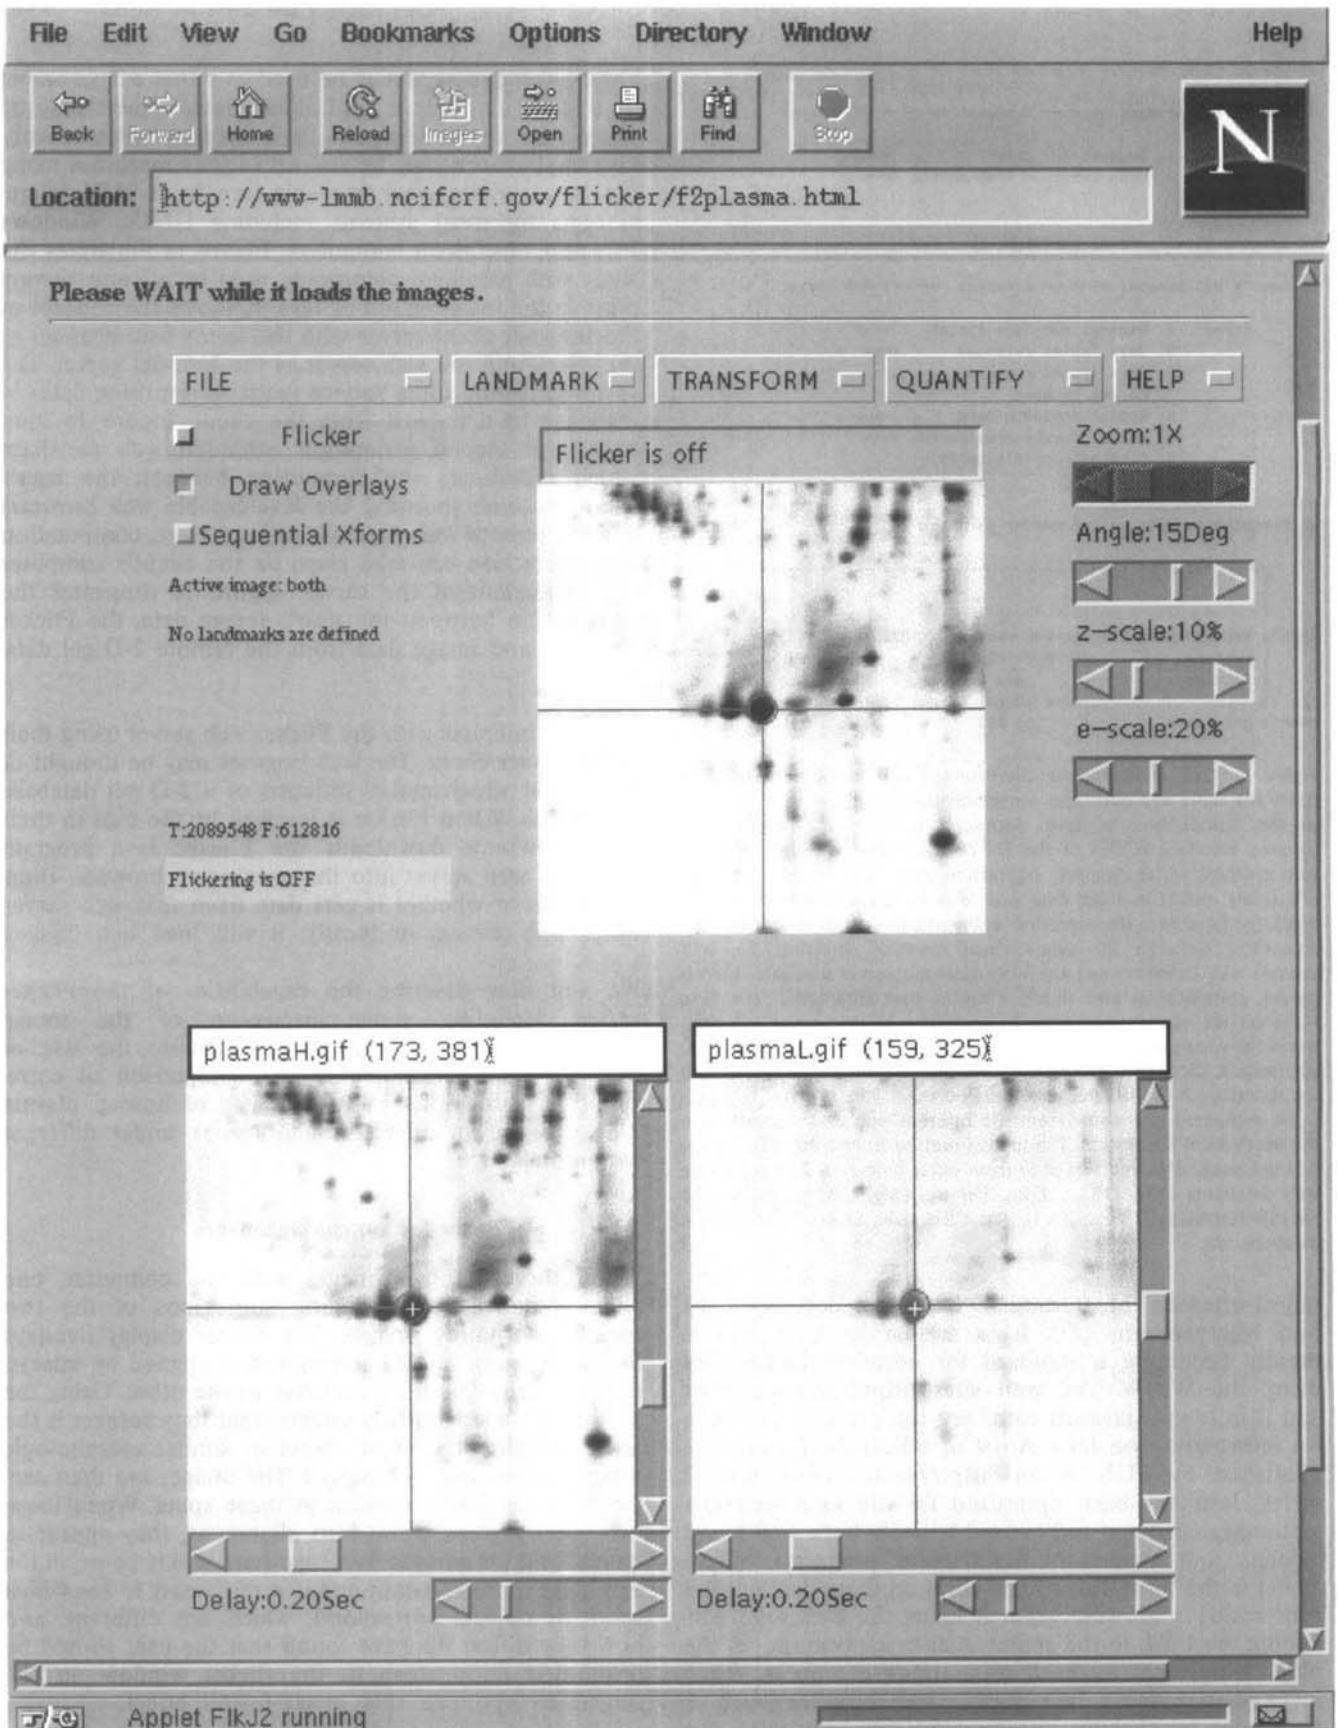 File Edit View Go Bookmarks Options Directory Window Help
Back Forward Home Reload Images Open Print Find Stop
N
Location: http://www-lmmb.ncifcrf.gov/flicker/f2plasma.html
Please WAIT while it loads the images.
FILE LANDMARK TRANSFORM QUANTIFY HELP
Flicker
Draw Overlays
Sequential Xforms
Active image: both
No landmarks are defined
T:2089548 F:612816
Flickering is OFF
Flicker is off
Zoom:1X
Angle:15Deg
z-scale:10%
e-scale:20%
plasmaH.gif (173, 381)
plasmaL.gif (159, 325)
Delay:0.20Sec
Delay:0.20Sec
Applet FlkJ2 running